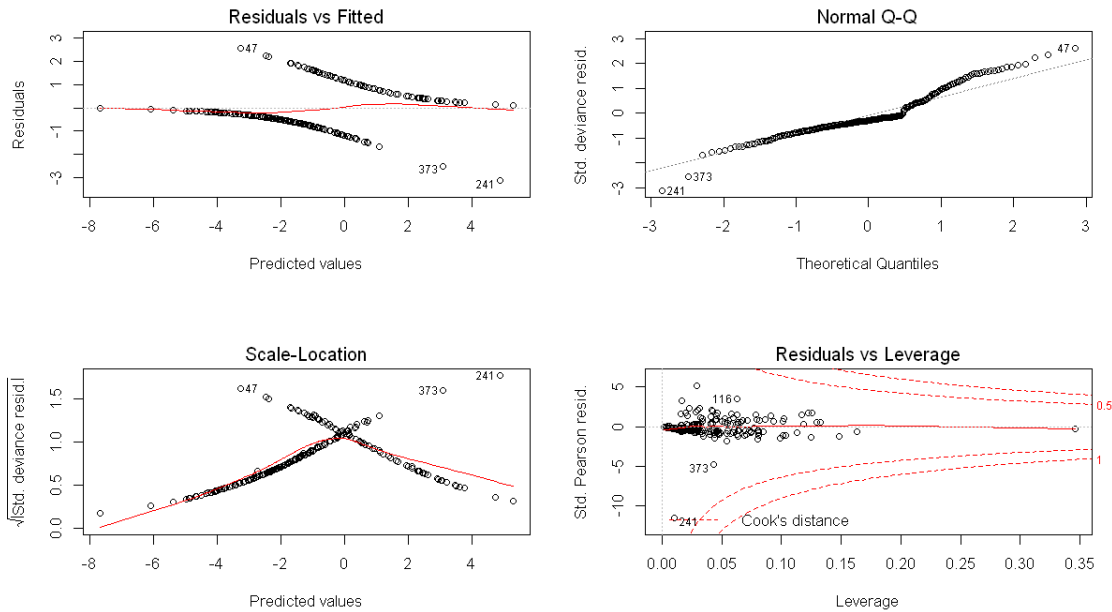 Residuals vs Fitted
Residuals
3
1
-1
-3
47
373
241
-8 -6 -4 -2 0 2 4
Predicted values
Normal Q-Q
Std. deviance resid.
3
2
1
0
-1
-3
47
373
241
-3 -2 -1 0 1 2 3
Theoretical Quantiles
Scale-Location
√|Std. deviance resid.|
1.5
1.0
0.5
0.0
47
373
241
-8 -6 -4 -2 0 2 4
Predicted values
Residuals vs Leverage
Std. Pearson resid.
5
0
-5
-10
116
373
241
Cook's distance
0.5
1
0.00 0.05 0.10 0.15 0.20 0.25 0.30 0.35
Leverage